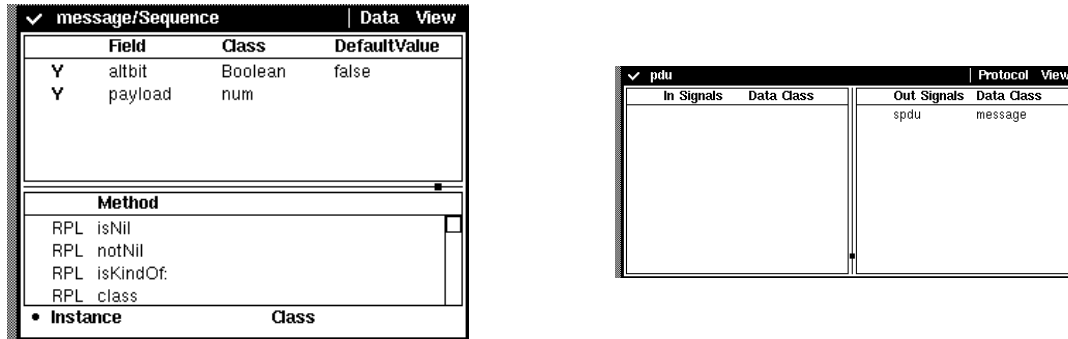 message/Sequence Data View
Field Class DefaultValue
Y altbit Boolean false
Y payload num
Method
RPL isNil
RPL notNil
RPL isKindOf:
RPL class
Instance Class
pdu Protocol View
In Signals Data Class Out Signals Data Class
spdu message